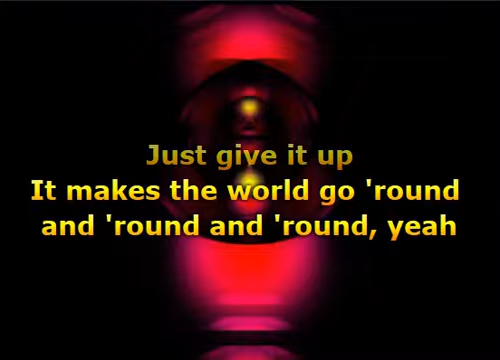 Just give it up
It makes the world go 'round
and 'round and 'round, yeah